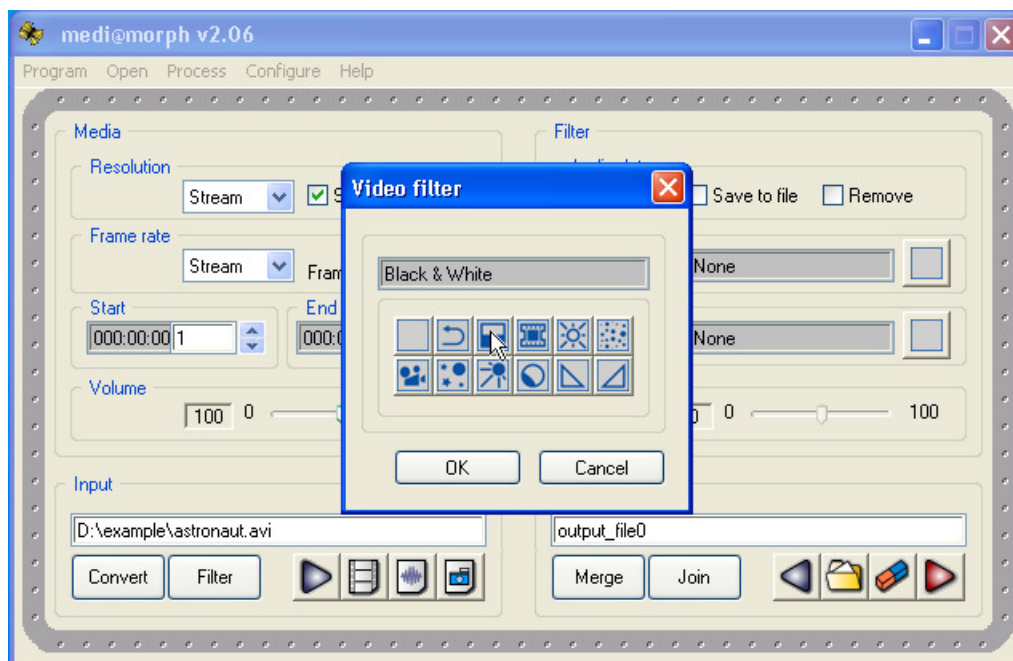 medi@morph v2.06
Program Open Process Configure Help
Media
Filter
Resolution
Stream
Save to file Remove
Frame rate
Stream
None
Start
End
000:00:00 1
None
Volume
100 0
0 100
Video filter
Black & White
OK Cancel
Input
D:\example\astronaut.avi
output_file0
Convert Filter
Merge Join